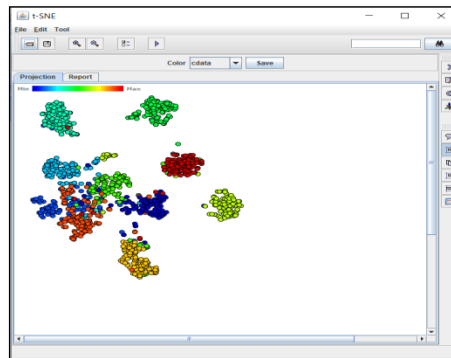 t-SNE
File Edit Tool
Color cdata Save
Projection Report
Min Max